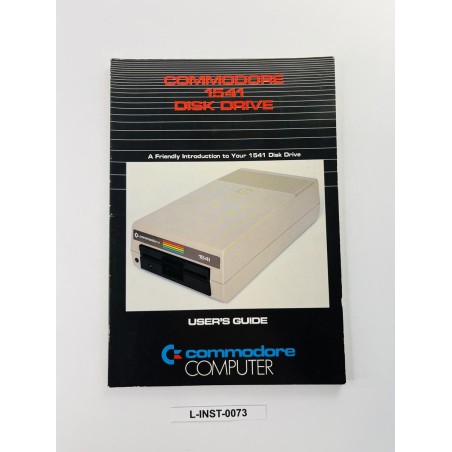 COMMODORE
1541
DISK DRIVE
A Friendly Introduction to Your 1541 Disk Drive
commodore
1541
USER'S GUIDE
commodore
COMPUTER
L-INST-0073